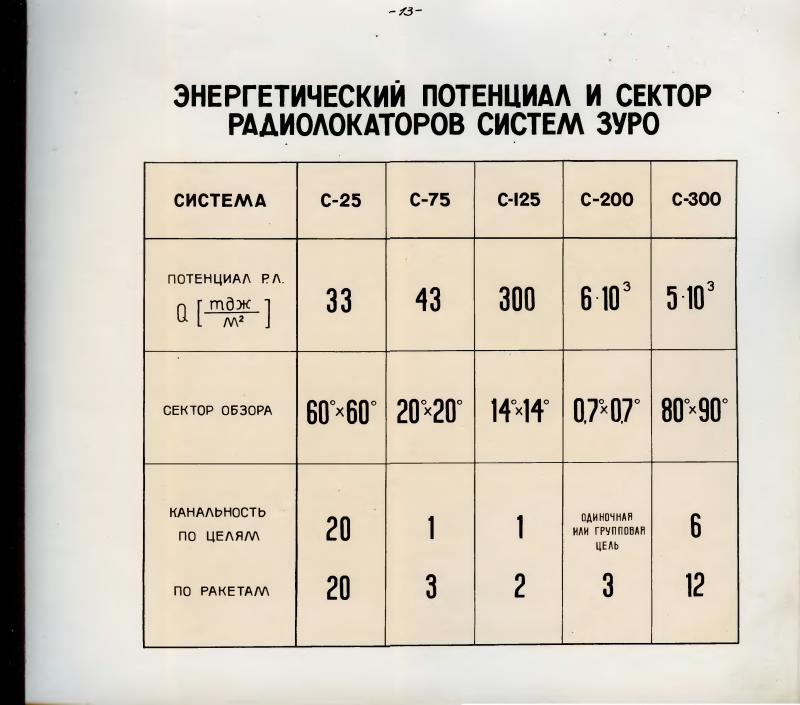 -13-
ЭНЕРГЕТИЧЕСКИЙ ПОТЕНЦИАЛ И СЕКТОР
РАДИОЛОКАТОРОВ СИСТЕМ ЗУРО
СИСТЕМА С-25 С-75 С-125 С-200 С-300
ПОТЕНЦИАЛ Р.Л.
Q [тдж/м²] 33 43 300 6·10³ 5·10³
СЕКТОР ОБЗОРА 60°×60° 20°×20° 14°×14° 0,7°×0,7° 80°×90°
КАНАЛЬНОСТЬ
ПО ЦЕЛЯМ 20 1 1 ОДИНОЧНАЯ ИЛИ ГРУППОВАЯ ЦЕЛЬ 6
ПО РАКЕТАМ 20 3 2 3 12